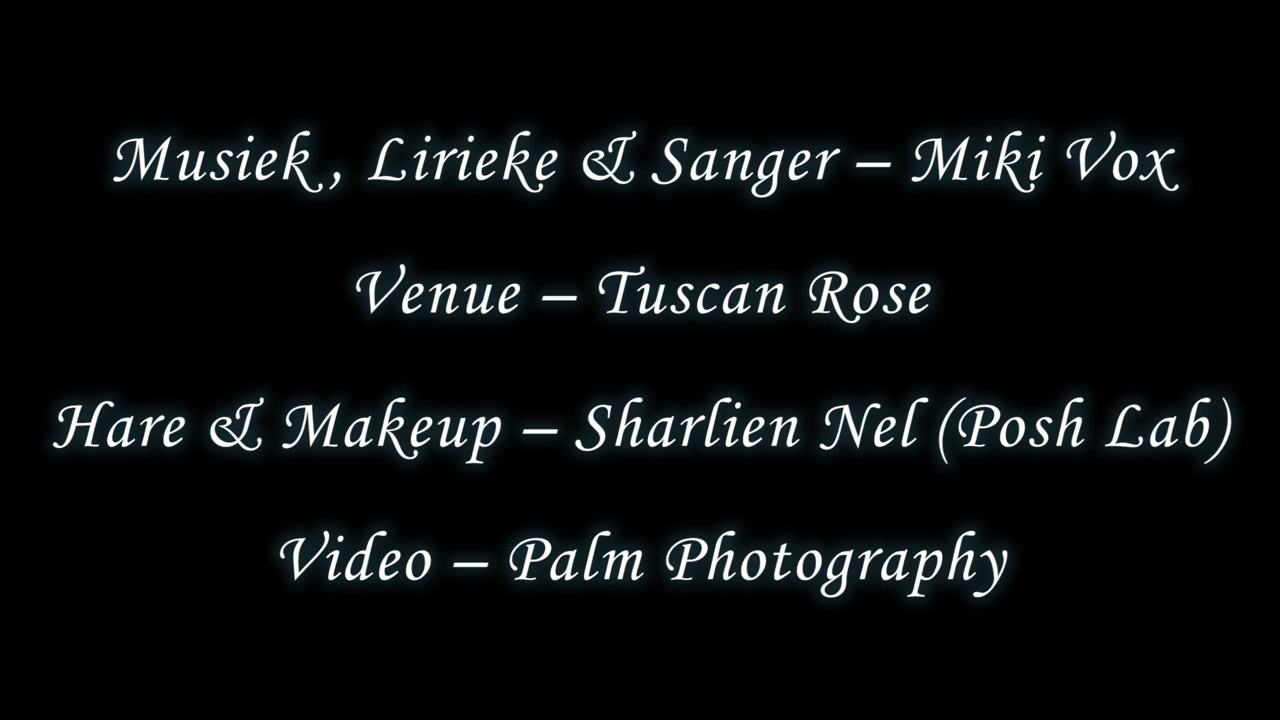 Musiek, Lirieke & Sanger – Miki Vox
Venue – Tuscan Rose
Hare & Makeup – Sharlien Nel (Posh Lab)
Video – Palm Photography